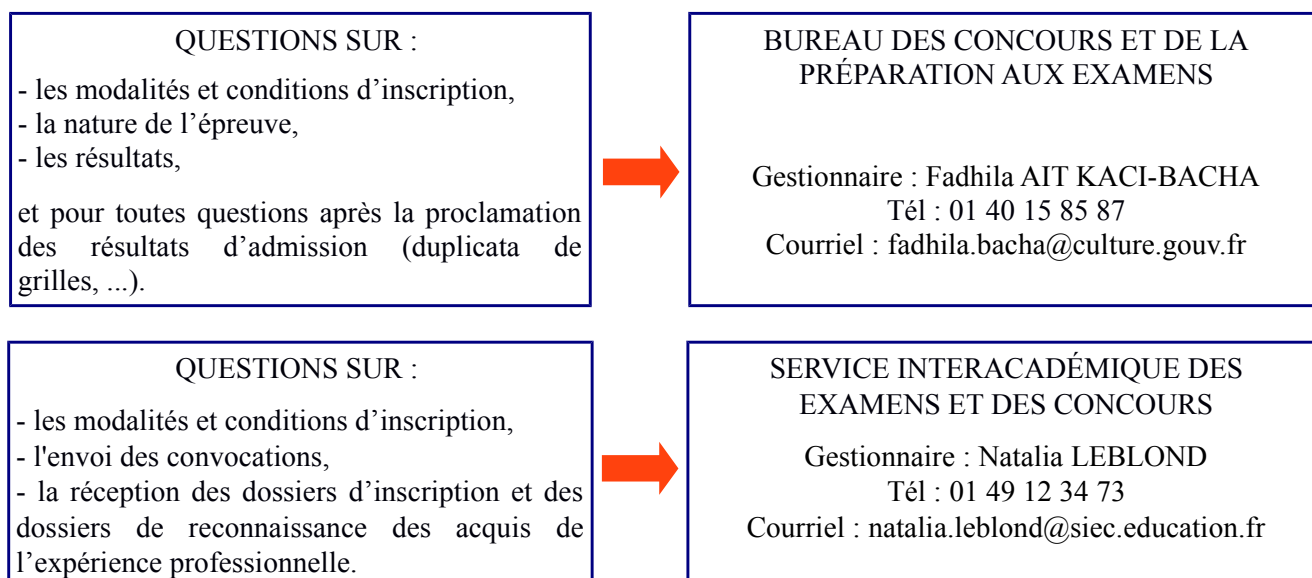 QUESTIONS SUR :
- les modalités et conditions d’inscription,
- la nature de l’épreuve,
- les résultats,
et pour toutes questions après la proclamation
des résultats d’admission (duplicata de
grilles, ...).
BUREAU DES CONCOURS ET DE LA
PRÉPARATION AUX EXAMENS
Gestionnaire : Fadhila AIT KACI-BACHA
Tél : 01 40 15 85 87
Courriel : fadhila.bacha@culture.gouv.fr
QUESTIONS SUR :
- les modalités et conditions d’inscription,
- l'envoi des convocations,
- la réception des dossiers d’inscription et des
dossiers de reconnaissance des acquis de
l’expérience professionnelle.
SERVICE INTERACADÉMIQUE DES
EXAMENS ET DES CONCOURS
Gestionnaire : Natalia LEBLOND
Tél : 01 49 12 34 73
Courriel : natalia.leblond@siec.education.fr